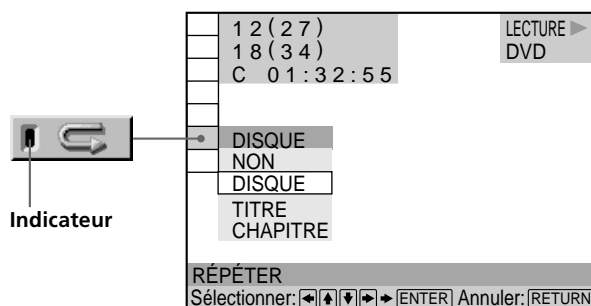 12(27)
18(34)
C 01:32:55
LECTURE
DVD
DISQUE
NON
DISQUE
TITRE
CHAPITRE
Indicateur
RÉPÉTER
Sélectionner: ENTER Annuler: RETURN